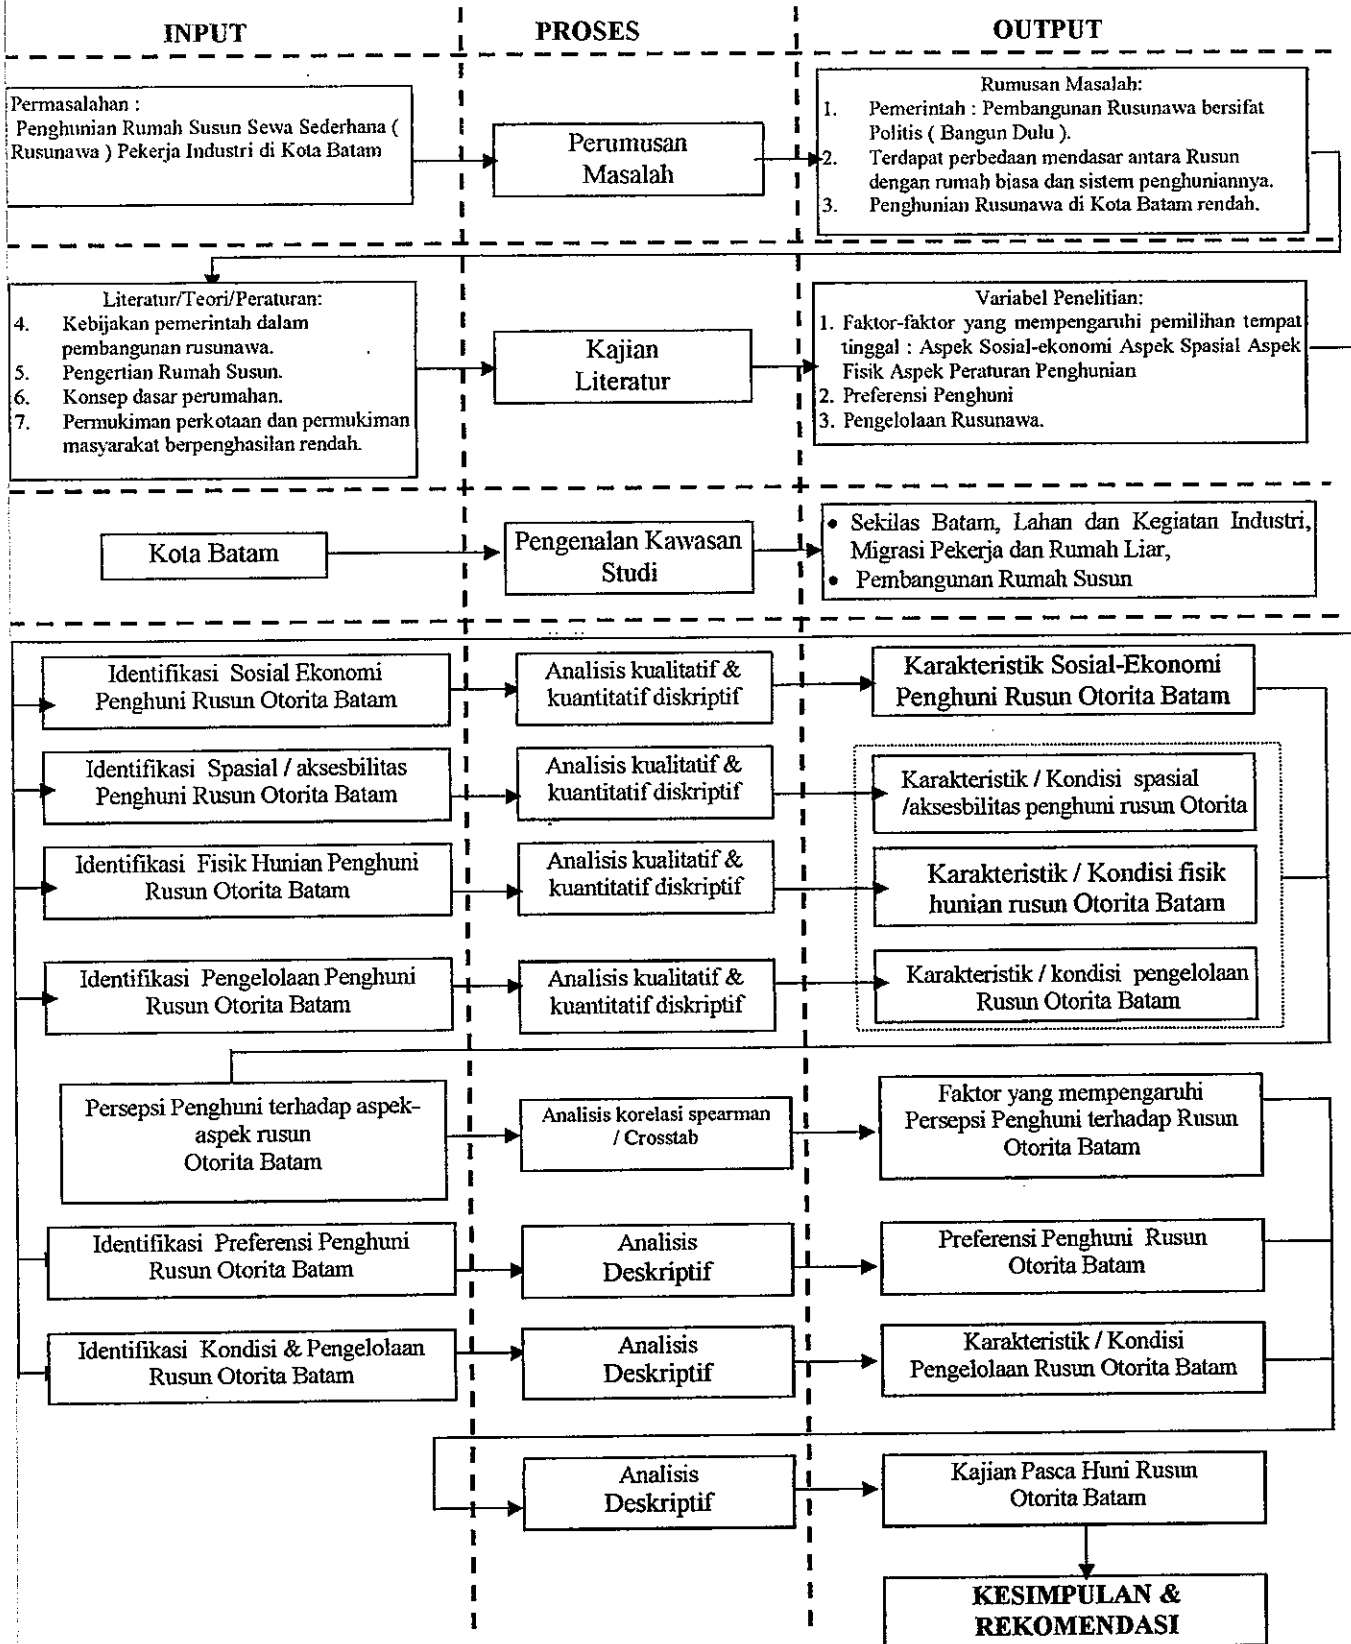 INPUT
PROSES
OUTPUT
Permasalahan :
Penghunian Rumah Susun Sewa Sederhana (
Rusunawa ) Pekerja Industri di Kota Batam
Perumusan
Masalah
Rumusan Masalah:
1. Pemerintah : Pembangunan Rusunawa bersifat
Politis ( Bangun Dulu ).
2. Terdapat perbedaan mendasar antara Rusun
dengan rumah biasa dan sistem penghuniannya.
3. Penghunian Rusunawa di Kota Batam rendah.
Literatur/Teori/Peraturan:
4. Kebijakan pemerintah dalam
pembangunan rusunawa.
5. Pengertian Rumah Susun.
6. Konsep dasar perumahan.
7. Permukiman perkotaan dan permukiman
masyarakat berpenghasilan rendah.
Kajian
Literatur
Variabel Penelitian:
1. Faktor-faktor yang mempengaruhi pemilihan tempat
tinggal : Aspek Sosial-ekonomi Aspek Spasial Aspek
Fisik Aspek Peraturan Penghunian
2. Preferensi Penghuni
3. Pengelolaan Rusunawa.
Kota Batam
Pengenalan Kawasan
Studi
• Sekilas Batam, Lahan dan Kegiatan Industri,
Migrasi Pekerja dan Rumah Liar,
• Pembangunan Rumah Susun
Identifikasi Sosial Ekonomi
Penghuni Rusun Otorita Batam
Analisis kualitatif &
kuantitatif diskriptif
Karakteristik Sosial-Ekonomi
Penghuni Rusun Otorita Batam
Identifikasi Spasial / aksesbilitas
Penghuni Rusun Otorita Batam
Analisis kualitatif &
kuantitatif diskriptif
Karakteristik / Kondisi spasial
/aksesbilitas penghuni rusun Otorita
Identifikasi Fisik Hunian Penghuni
Rusun Otorita Batam
Analisis kualitatif &
kuantitatif diskriptif
Karakteristik / Kondisi fisik
hunian rusun Otorita Batam
Identifikasi Pengelolaan Penghuni
Rusun Otorita Batam
Analisis kualitatif &
kuantitatif diskriptif
Karakteristik / kondisi pengelolaan
Rusun Otorita Batam
Persepsi Penghuni terhadap aspek-
aspek rusun
Otorita Batam
Analisis korelasi spearman
/ Crosstab
Faktor yang mempengaruhi
Persepsi Penghuni terhadap Rusun
Otorita Batam
Identifikasi Preferensi Penghuni
Rusun Otorita Batam
Analisis
Deskriptif
Preferensi Penghuni Rusun
Otorita Batam
Identifikasi Kondisi & Pengelolaan
Rusun Otorita Batam
Analisis
Deskriptif
Karakteristik / Kondisi
Pengelolaan Rusun Otorita Batam
Analisis
Deskriptif
Kajian Pasca Huni Rusun
Otorita Batam
KESIMPULAN &
REKOMENDASI